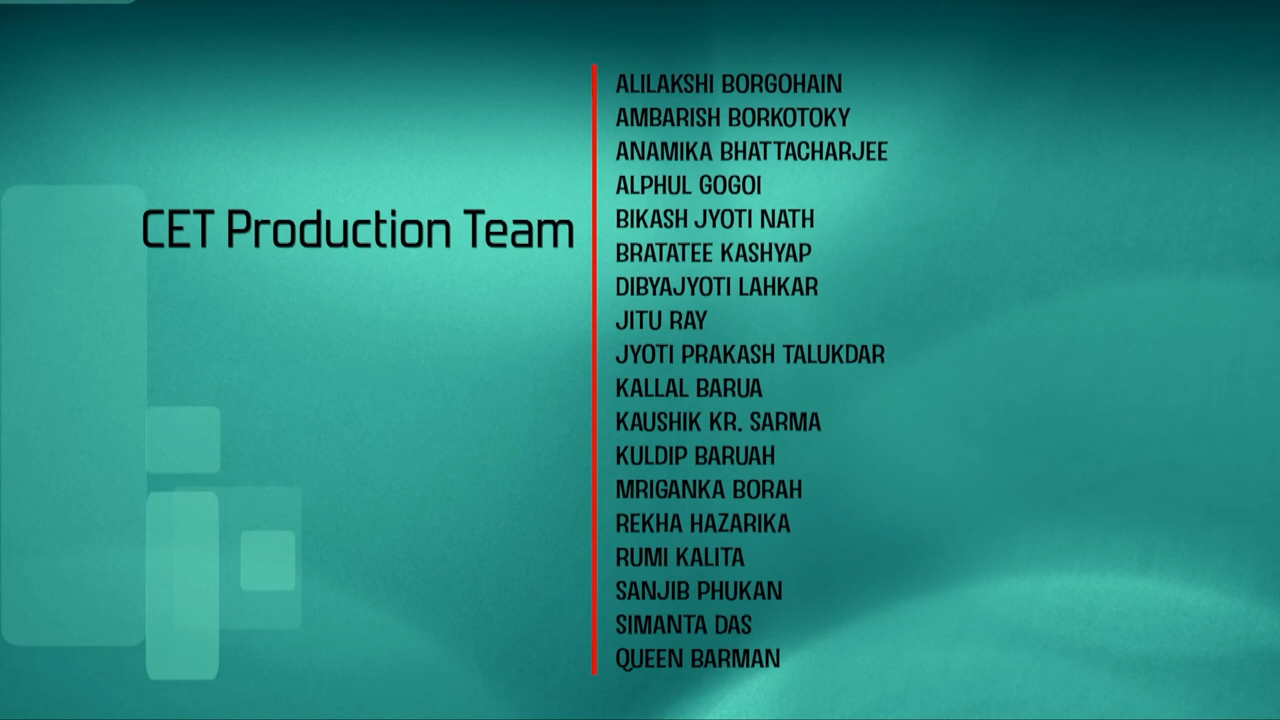 CET Production Team
ALILAKSHI BORGOHAIN
AMBARISH BORKOTOKY
ANAMIKA BHATTACHARJEE
ALPHUL GOGOI
BIKASH JYOTI NATH
BRATATEE KASHYAP
DIBYAJYOTI LAHKAR
JITU RAY
JYOTI PRAKASH TALUKDAR
KALLAL BARUA
KAUSHIK KR. SARMA
KULDIP BARUAH
MRIGANKA BORAH
REKHA HAZARIKA
RUMI KALITA
SANJIB PHUKAN
SIMANTA DAS
QUEEN BARMAN